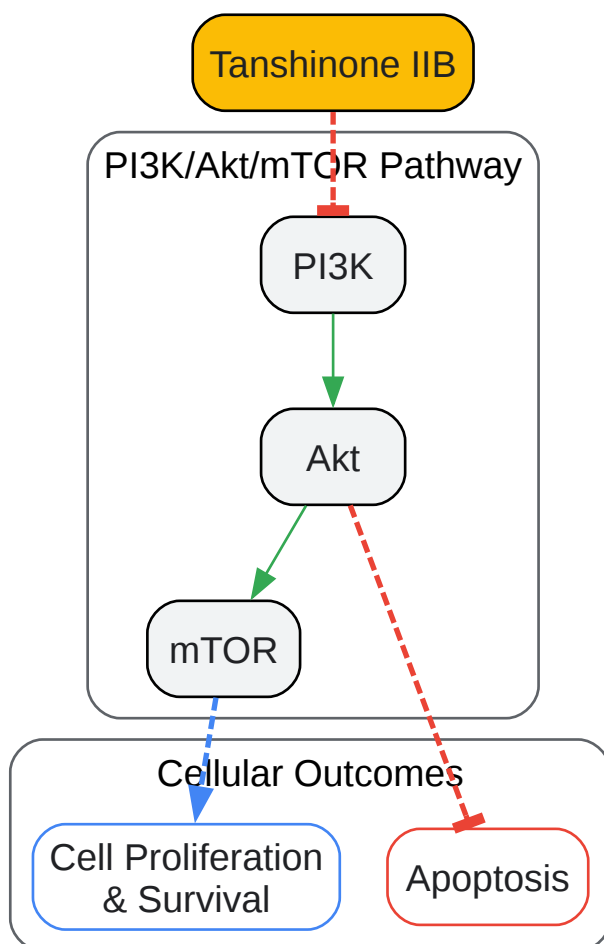 Tanshinone IIB
PI3K/Akt/mTOR Pathway
PI3K
Akt
mTOR
Cellular Outcomes
Cell Proliferation
& Survival
Apoptosis